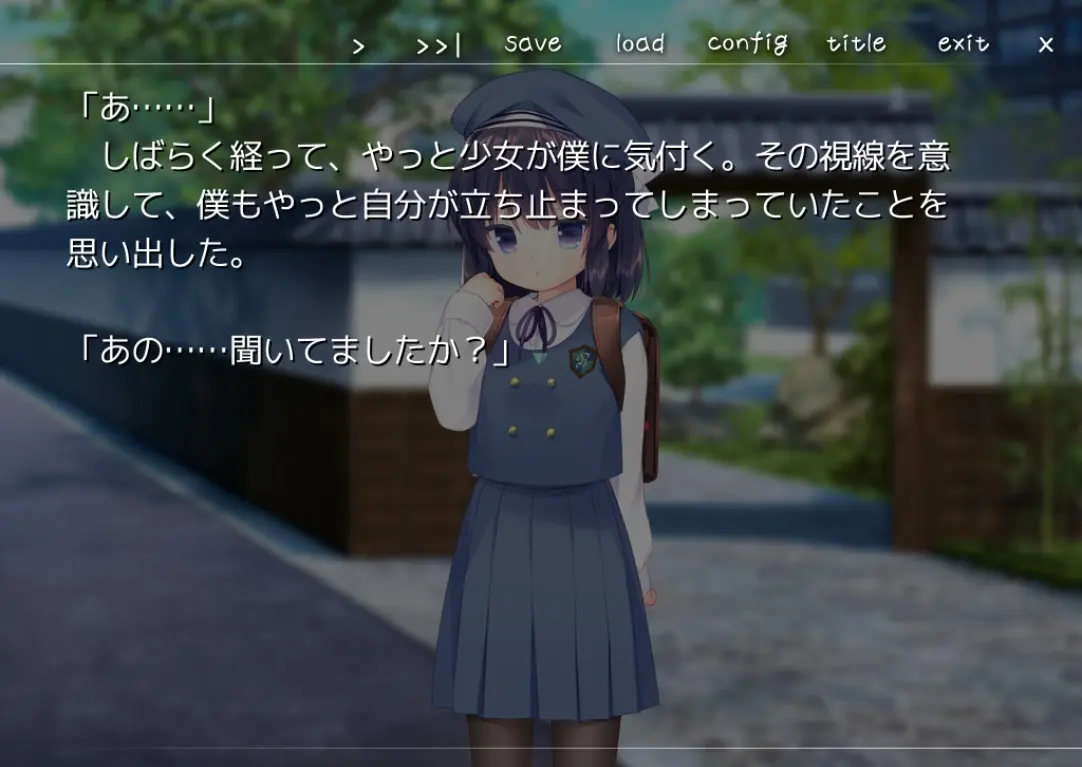 > >>| save load config title exit x
「あ……」
　しばらく経って、やっと少女が僕に気付く。その視線を意
識して、僕もやっと自分が立ち止まってしまっていたことを
思い出した。
「あの……聞いてましたか？」